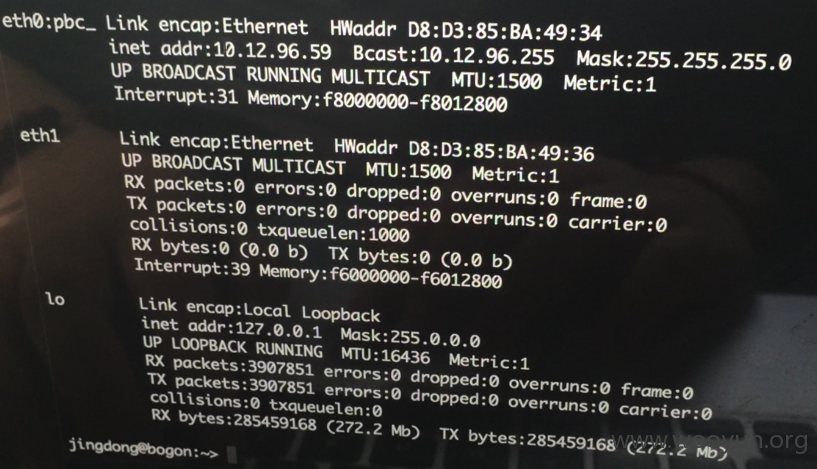 eth0:pbc_ Link encap:Ethernet  HWaddr D8:D3:85:BA:49:34
inet addr:10.12.96.59  Bcast:10.12.96.255  Mask:255.255.255.0
UP BROADCAST RUNNING MULTICAST  MTU:1500  Metric:1
Interrupt:31 Memory:f8000000-f8012800
eth1 Link encap:Ethernet  HWaddr D8:D3:85:BA:49:36
UP BROADCAST MULTICAST  MTU:1500  Metric:1
RX packets:0 errors:0 dropped:0 overruns:0 frame:0
TX packets:0 errors:0 dropped:0 overruns:0 carrier:0
collisions:0 txqueuelen:1000
RX bytes:0 (0.0 b)  TX bytes:0 (0.0 b)
Interrupt:39 Memory:f6000000-f6012800
lo Link encap:Local Loopback
inet addr:127.0.0.1  Mask:255.0.0.0
UP LOOPBACK RUNNING  MTU:16436  Metric:1
RX packets:3907851 errors:0 dropped:0 overruns:0 frame:0
TX packets:3907851 errors:0 dropped:0 overruns:0 carrier:0
collisions:0 txqueuelen:0
RX bytes:285459168 (272.2 Mb)  TX bytes:285459168 (272.2 Mb)
jingdong@bogon:~>
www.wooyun.org